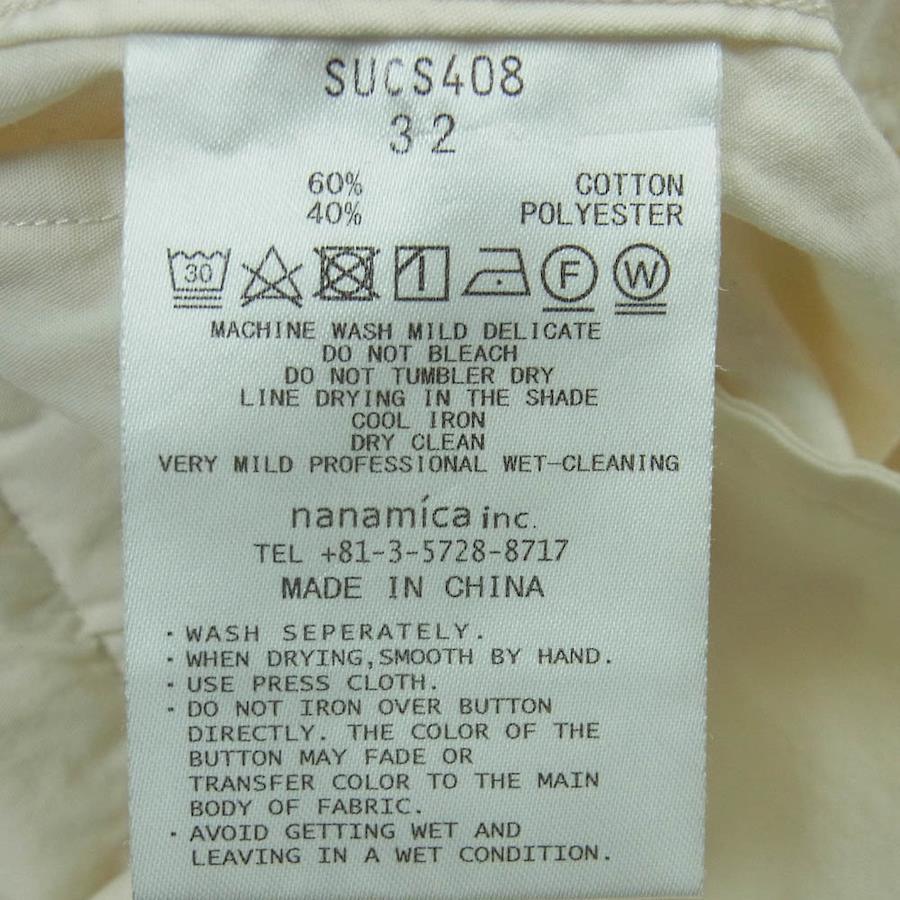 SUCS408
32
60% COTTON
40% POLYESTER
30 F W
MACHINE WASH MILD DELICATE
DO NOT BLEACH
DO NOT TUMBLER DRY
LINE DRYING IN THE SHADE
COOL IRON
DRY CLEAN
VERY MILD PROFESSIONAL WET-CLEANING
nanamica inc.
TEL +81-3-5728-8717
MADE IN CHINA
・WASH SEPERATELY.
・WHEN DRYING,SMOOTH BY HAND.
・USE PRESS CLOTH.
・DO NOT IRON OVER BUTTON
DIRECTLY. THE COLOR OF THE
BUTTON MAY FADE OR
TRANSFER COLOR TO THE MAIN
BODY OF FABRIC.
・AVOID GETTING WET AND
LEAVING IN A WET CONDITION.